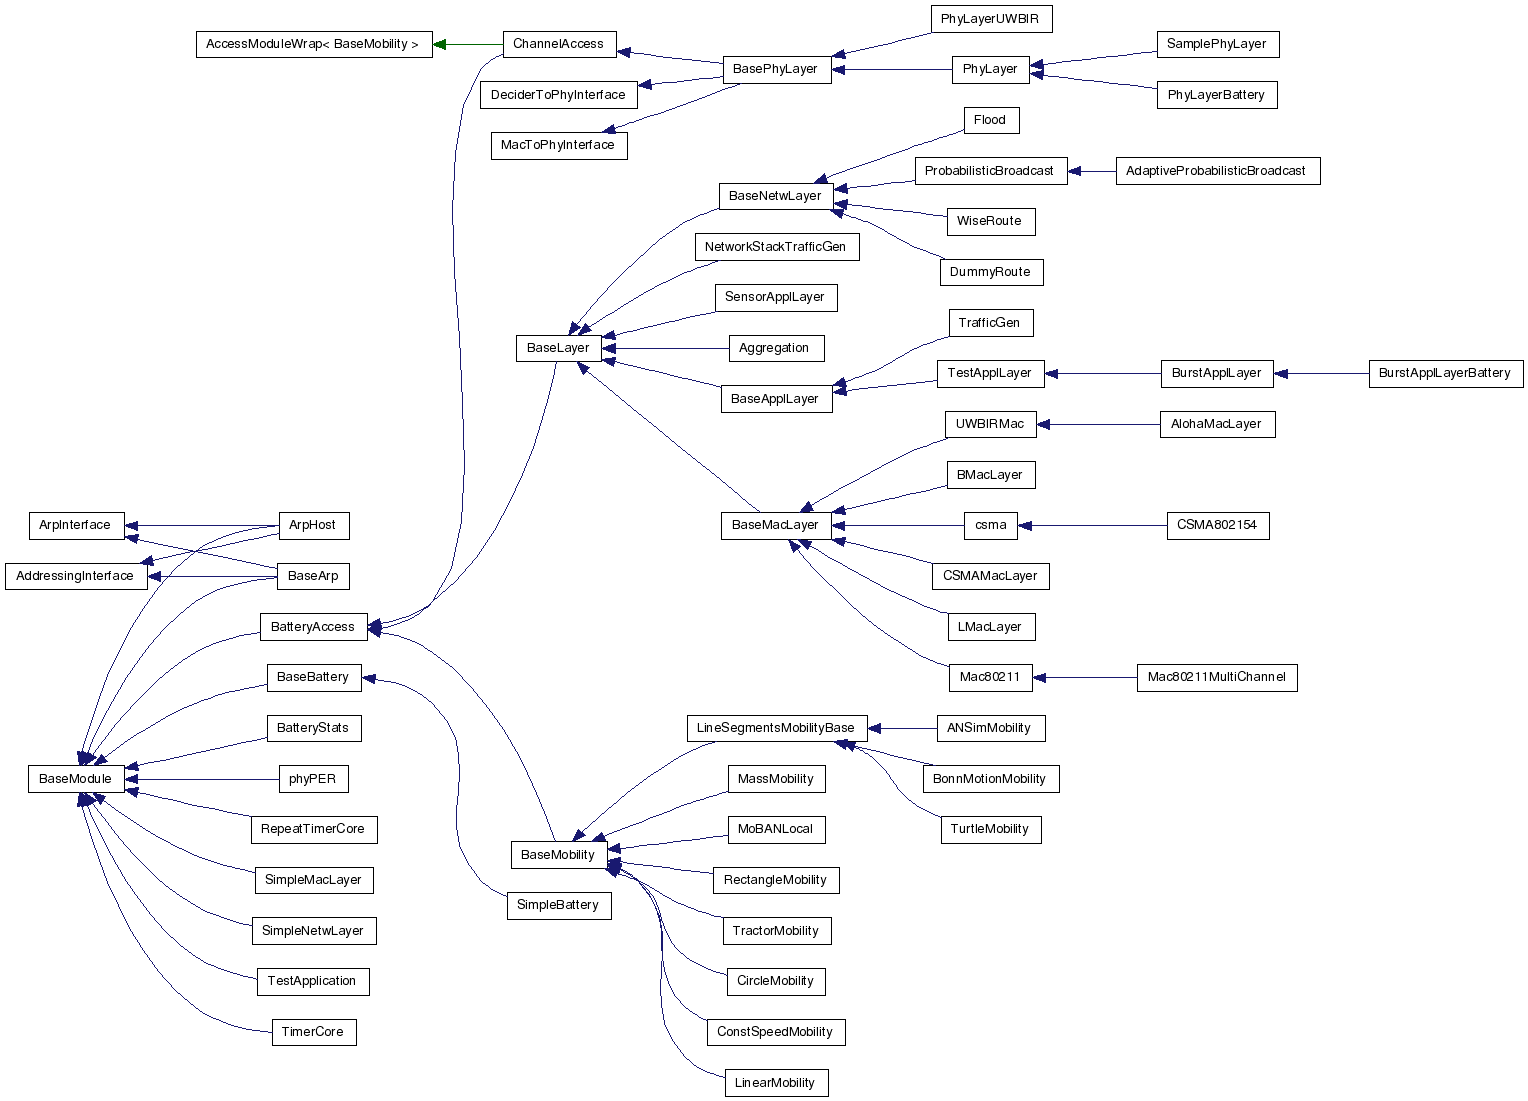 PhyLayerUWBIR
AccessModuleWrap< BaseMobility >
ChannelAccess
SamplePhyLayer
BasePhyLayer
PhyLayer
DeciderToPhyInterface
PhyLayerBattery
Flood
MacToPhyInterface
ProbabilisticBroadcast
AdaptiveProbabilisticBroadcast
BaseNetwLayer
WiseRoute
NetworkStackTrafficGen
DummyRoute
SensorApplLayer
TrafficGen
BaseLayer
Aggregation
TestApplLayer
BurstApplLayer
BurstApplLayerBattery
BaseApplLayer
UWBIRMac
AlohaMacLayer
BMacLayer
ArpInterface
ArpHost
BaseMacLayer
csma
CSMA802154
AddressingInterface
BaseArp
CSMAMacLayer
BatteryAccess
LMacLayer
BaseBattery
Mac80211
Mac80211MultiChannel
BatteryStats
LineSegmentsMobilityBase
ANSimMobility
BaseModule
phyPER
MassMobility
BonnMotionMobility
RepeatTimerCore
MoBANLocal
TurtleMobility
BaseMobility
SimpleMacLayer
RectangleMobility
SimpleBattery
SimpleNetwLayer
TractorMobility
TestApplication
CircleMobility
TimerCore
ConstSpeedMobility
LinearMobility